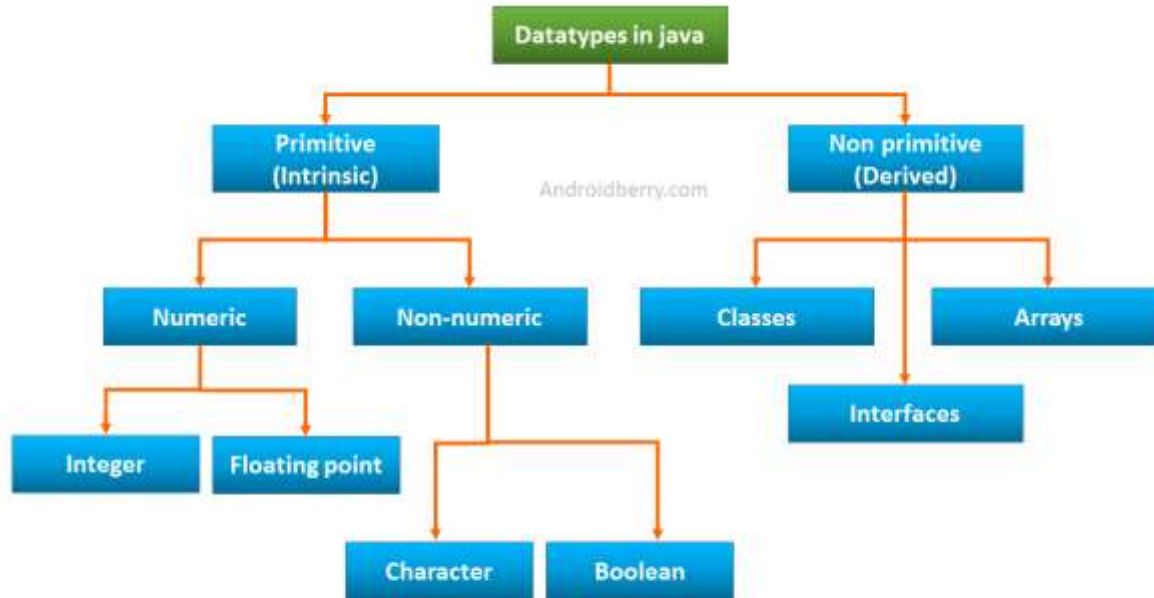 Datatypes in java
Primitive
(Intrinsic)
Non primitive
(Derived)
Androidberry.com
Numeric
Non-numeric
Classes
Arrays
Interfaces
Integer
Floating point
Character
Boolean